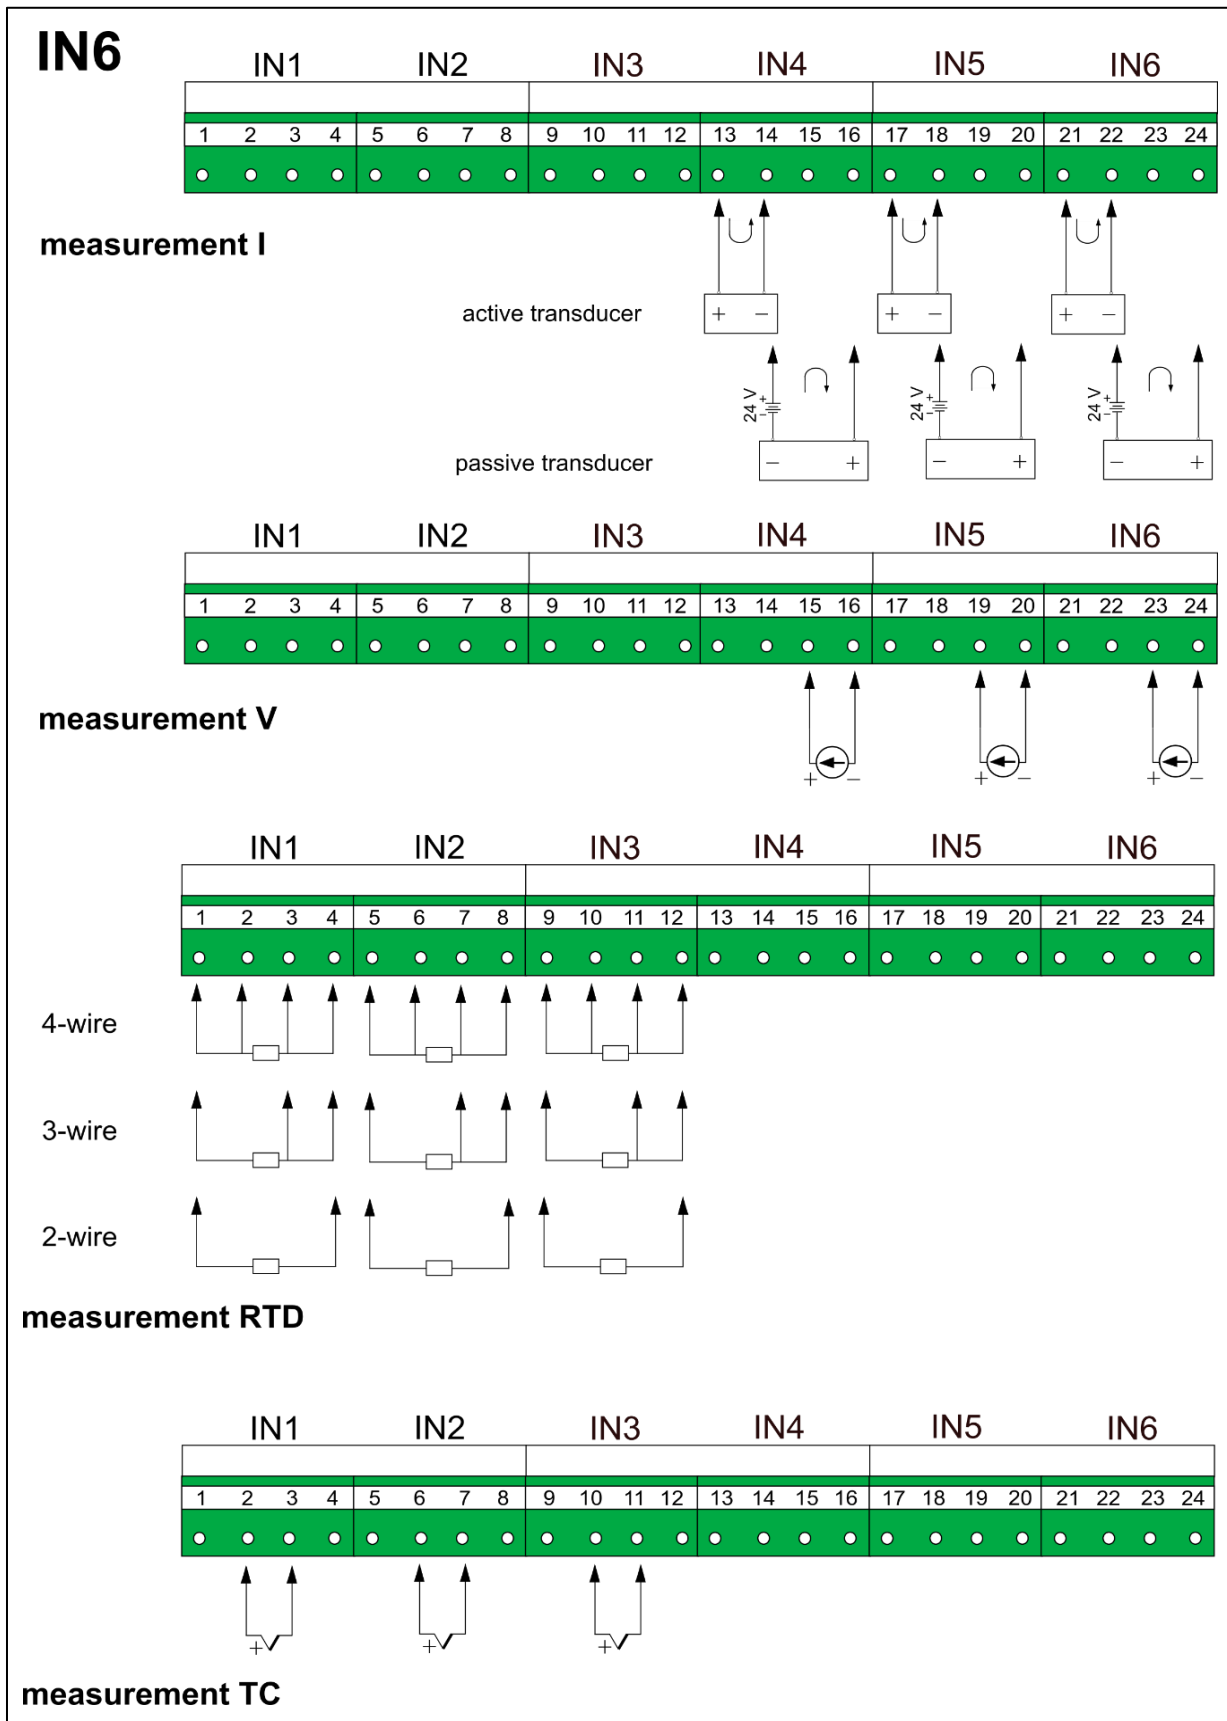 IN6
IN1 IN2 IN3 IN4 IN5 IN6
1 2 3 4 5 6 7 8 9 10 11 12 13 14 15 16 17 18 19 20 21 22 23 24
measurement I
active transducer + − + − + −
24 V + − 24 V + − 24 V + −
passive transducer − + − + − +
IN1 IN2 IN3 IN4 IN5 IN6
1 2 3 4 5 6 7 8 9 10 11 12 13 14 15 16 17 18 19 20 21 22 23 24
measurement V
+ − + − + −
IN1 IN2 IN3 IN4 IN5 IN6
1 2 3 4 5 6 7 8 9 10 11 12 13 14 15 16 17 18 19 20 21 22 23 24
4-wire
3-wire
2-wire
measurement RTD
IN1 IN2 IN3 IN4 IN5 IN6
1 2 3 4 5 6 7 8 9 10 11 12 13 14 15 16 17 18 19 20 21 22 23 24
+ + +
measurement TC